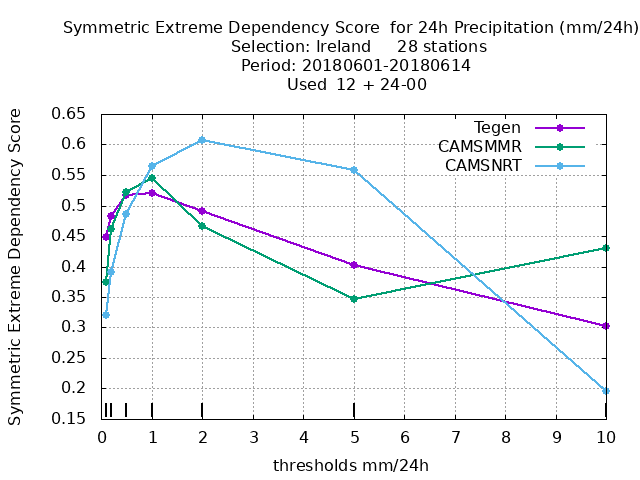 Symmetric Extreme Dependency Score  for 24h Precipitation (mm/24h)
Selection: Ireland     28 stations
Period: 20180601-20180614
Used  12 + 24-00
Symmetric Extreme Dependency Score
0.65
0.6
0.55
0.5
0.45
0.4
0.35
0.3
0.25
0.2
0.15
Tegen
CAMSMMR
CAMSNRT
0 1 2 3 4 5 6 7 8 9 10
thresholds mm/24h